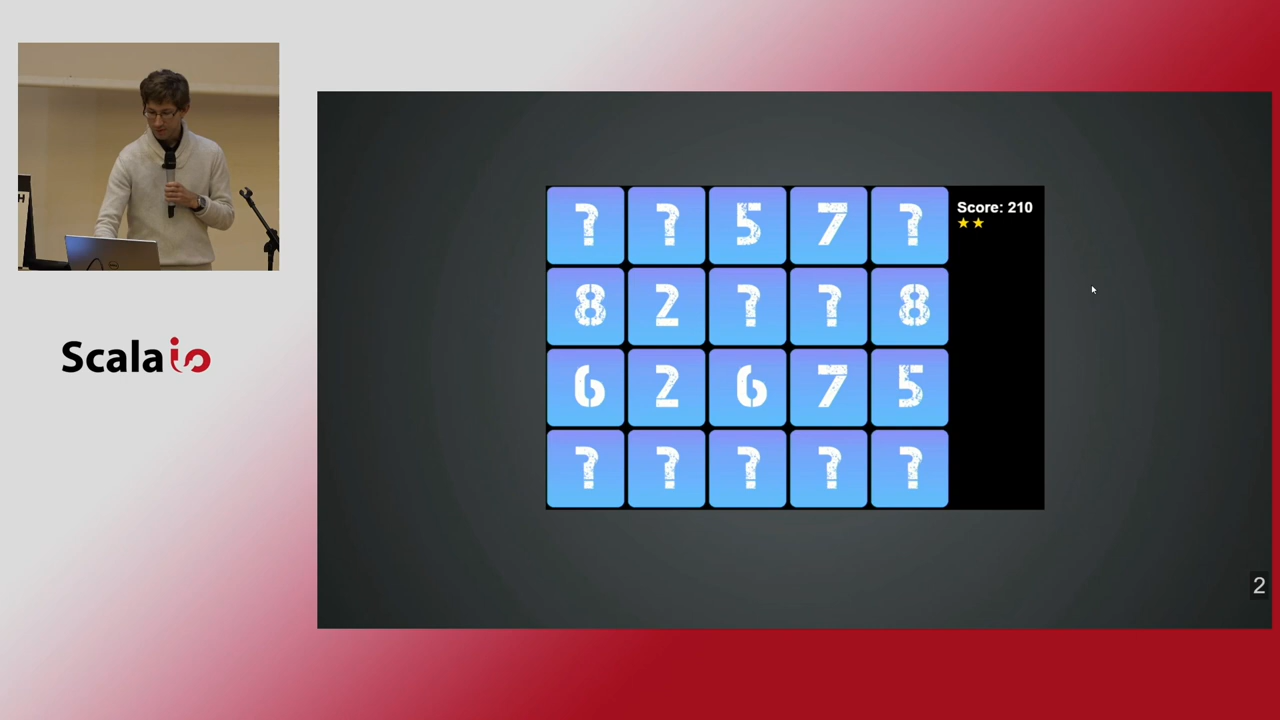 ? ? 5 7 ?
Score: 210
8 2 ? ? 8
6 2 6 7 5
? ? ? ? ?
H
Scalaio
2